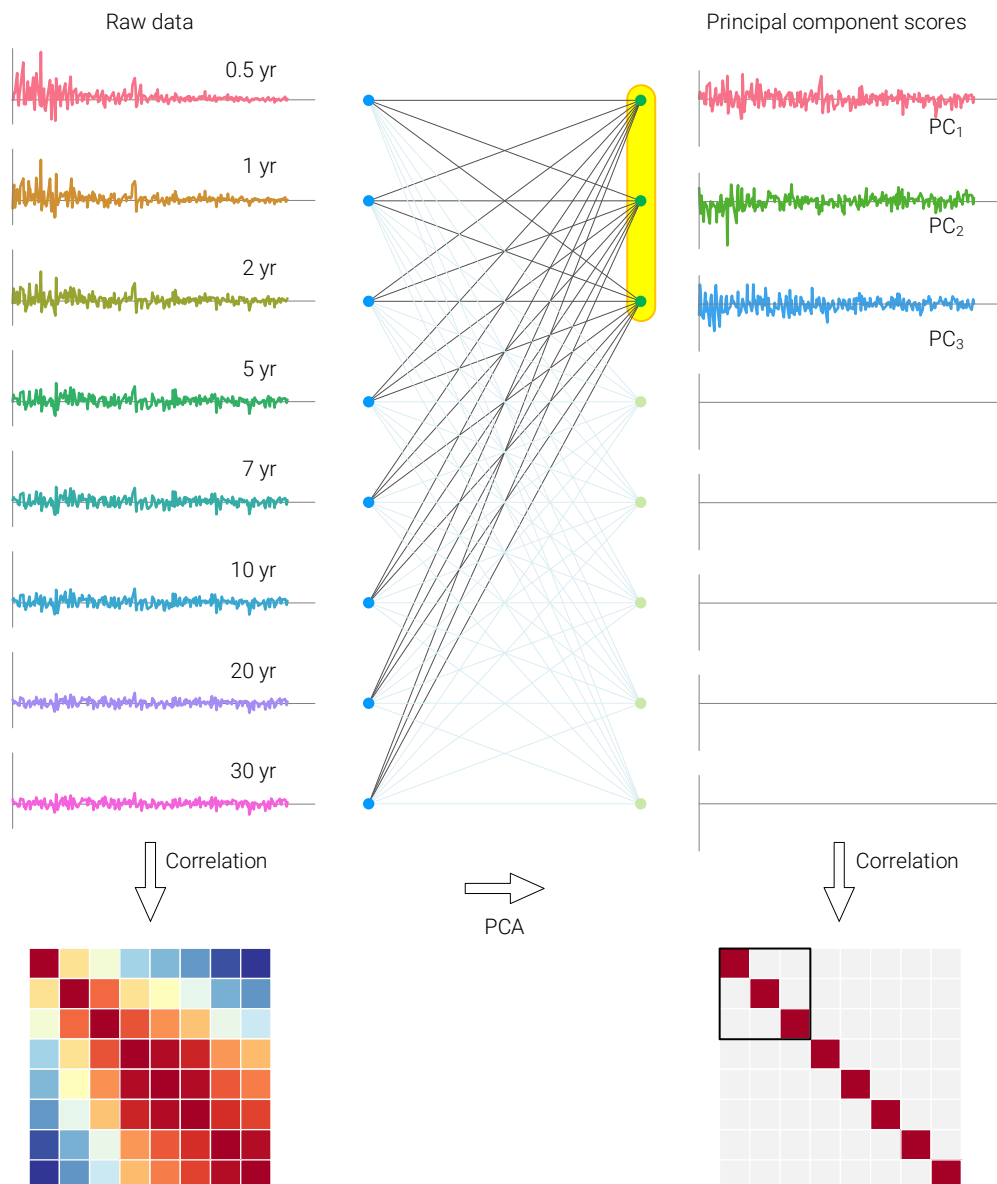 Raw data
Principal component scores
0.5 yr
PC1
1 yr
PC2
2 yr
PC3
5 yr
7 yr
10 yr
20 yr
30 yr
Correlation
Correlation
PCA